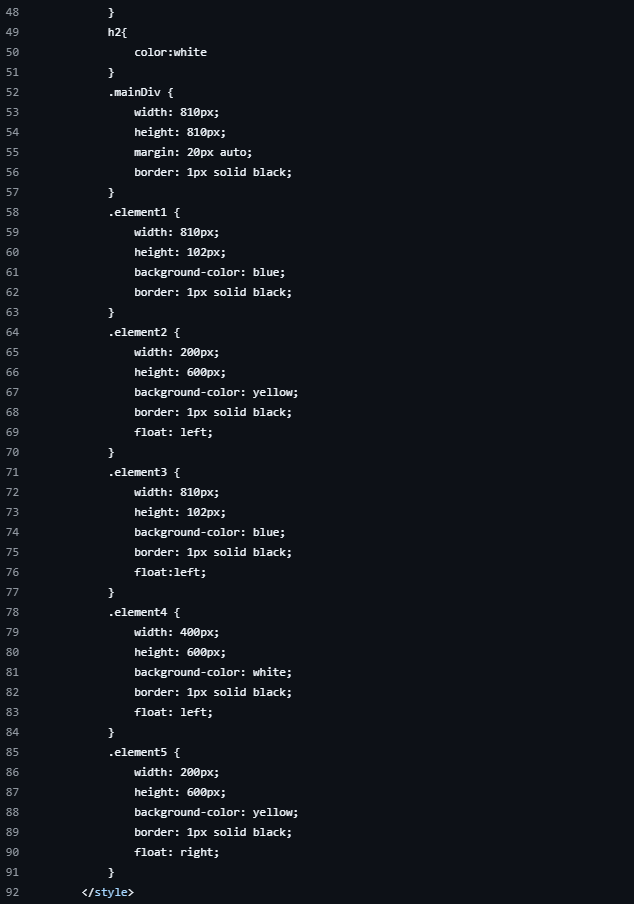 48 }
49 h2{
50 color:white
51 }
52 .mainDiv {
53 width: 810px;
54 height: 810px;
55 margin: 20px auto;
56 border: 1px solid black;
57 }
58 .element1 {
59 width: 810px;
60 height: 102px;
61 background-color: blue;
62 border: 1px solid black;
63 }
64 .element2 {
65 width: 200px;
66 height: 600px;
67 background-color: yellow;
68 border: 1px solid black;
69 float: left;
70 }
71 .element3 {
72 width: 810px;
73 height: 102px;
74 background-color: blue;
75 border: 1px solid black;
76 float:left;
77 }
78 .element4 {
79 width: 400px;
80 height: 600px;
81 background-color: white;
82 border: 1px solid black;
83 float: left;
84 }
85 .element5 {
86 width: 200px;
87 height: 600px;
88 background-color: yellow;
89 border: 1px solid black;
90 float: right;
91 }
92 </style>